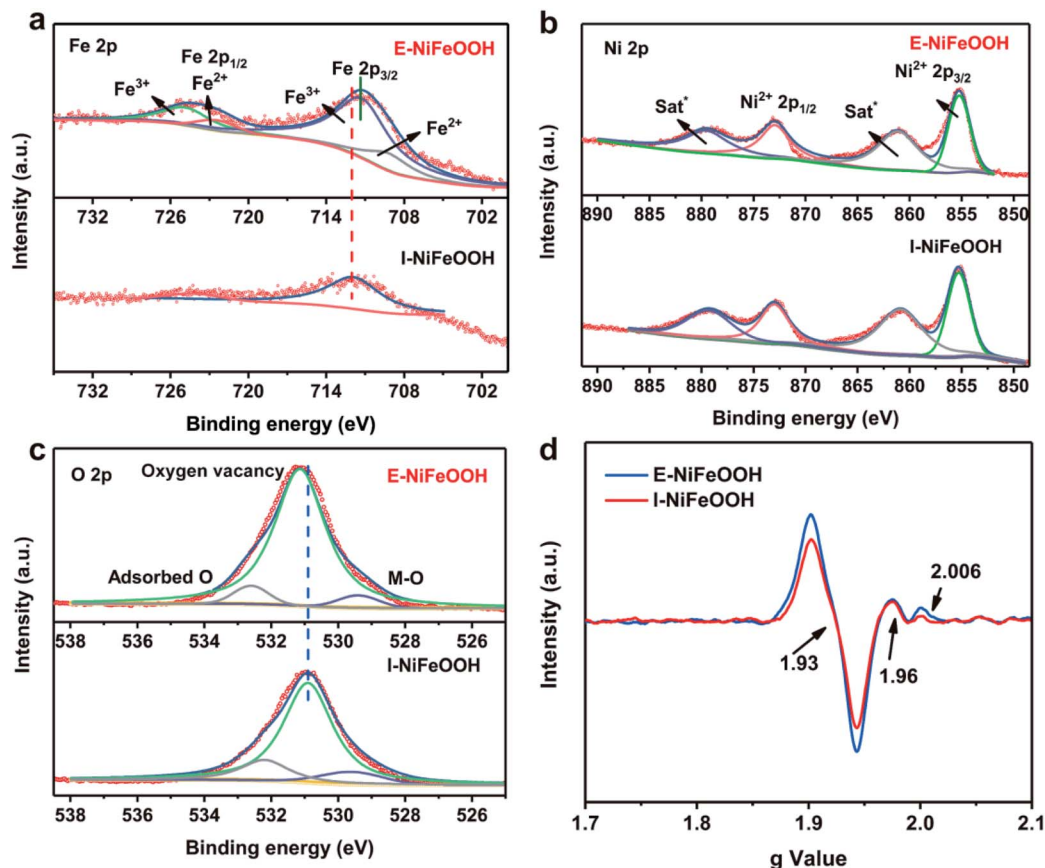 a
Fe 2p
E-NiFeOOH
Fe 2p1/2
Fe 2p3/2
Fe3+
Fe2+
Fe3+
Fe2+
732 726 720 714 708 702
I-NiFeOOH
732 726 720 714 708 702
Intensity (a.u.)
Binding energy (eV)
b
Ni 2p
E-NiFeOOH
Ni2+ 2p3/2
Sat*
Ni2+ 2p1/2
Sat*
890 885 880 875 870 865 860 855 850
I-NiFeOOH
890 885 880 875 870 865 860 855 850
Intensity (a.u.)
Binding energy (eV)
c
O 2p
Oxygen vacancy
E-NiFeOOH
Adsorbed O
M-O
538 536 534 532 530 528 526
I-NiFeOOH
538 536 534 532 530 528 526
Intensity (a.u.)
Binding energy (eV)
d
E-NiFeOOH
I-NiFeOOH
2.006
1.93
1.96
1.7 1.8 1.9 2.0 2.1
Intensity (a.u.)
g Value